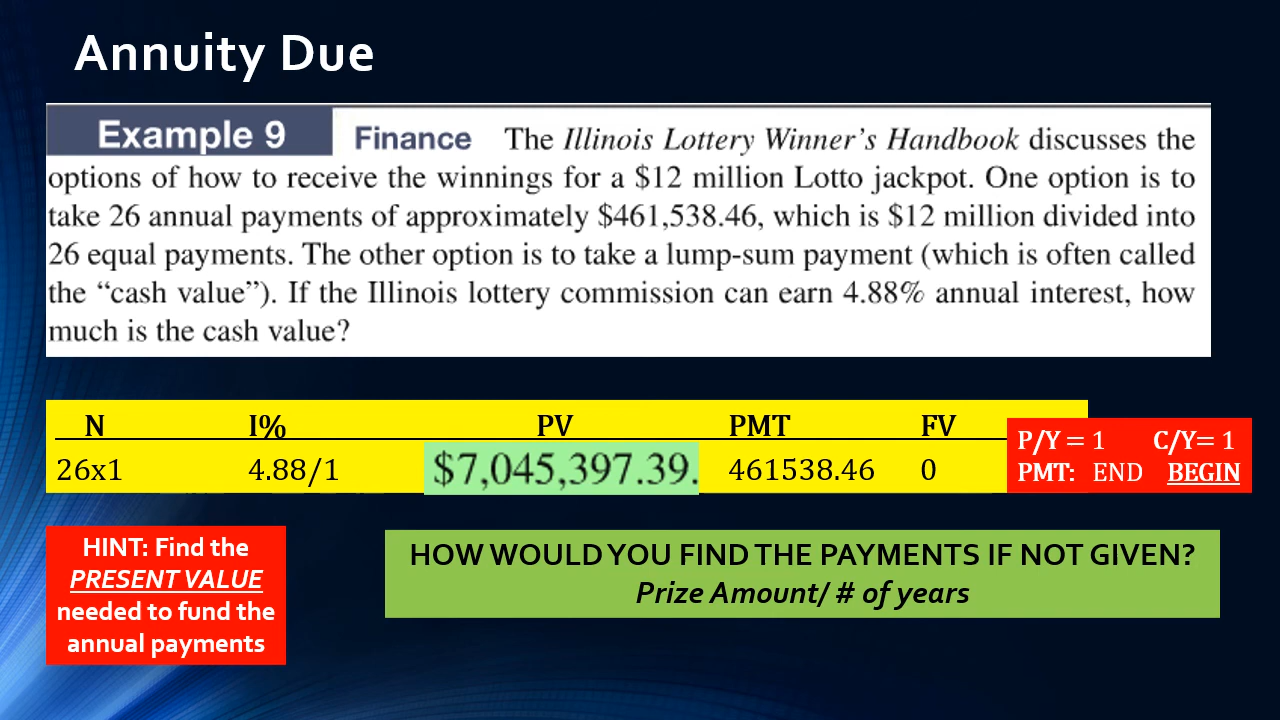 Annuity Due
Example 9 Finance The Illinois Lottery Winner's Handbook discusses the
options of how to receive the winnings for a $12 million Lotto jackpot. One option is to
take 26 annual payments of approximately $461,538.46, which is $12 million divided into
26 equal payments. The other option is to take a lump-sum payment (which is often called
the "cash value"). If the Illinois lottery commission can earn 4.88% annual interest, how
much is the cash value?
N I% PV PMT FV
26x1 4.88/1 $7,045,397.39. 461538.46 0
P/Y = 1 C/Y= 1
PMT: END BEGIN
HINT: Find the
PRESENT VALUE
needed to fund the
annual payments
HOW WOULD YOU FIND THE PAYMENTS IF NOT GIVEN?
Prize Amount/ # of years